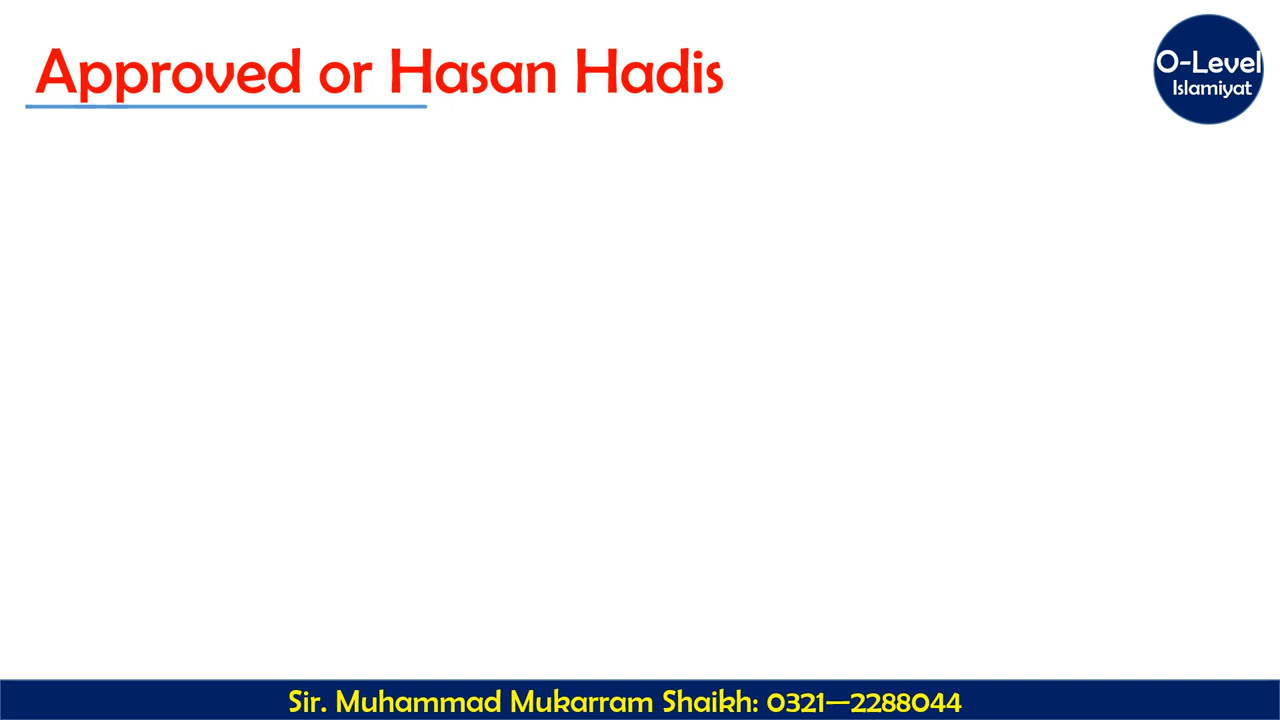 Approved or Hasan Hadis
O-Level
Islamiyat
Sir. Muhammad Mukarram Shaikh: 0321—2288044